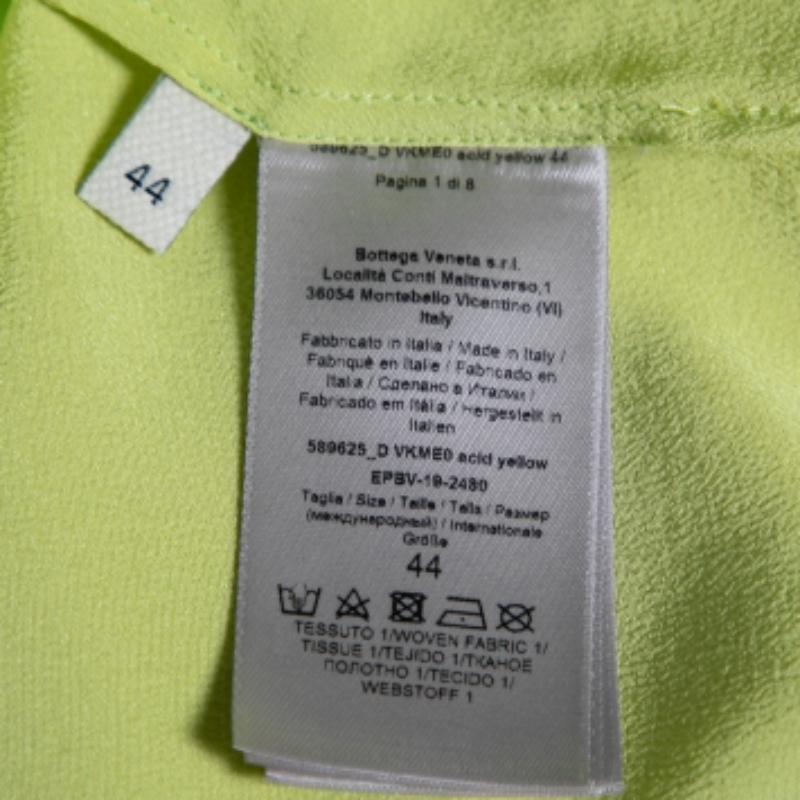 44
589625_D VKME0 acid yellow 44
Pagina 1 di 8
Bottega Veneta s.r.l.
Località Conti Maltraverso,1
36054 Montebello Vicentino (VI)
Italy
Fabbricato in Italia / Made in Italy /
Fabriqué en Italie / Fabricado en
Italia / Сделано в Италии /
Fabricado em Itália / Hergestellt in
Italien
589625_D VKME0 acid yellow
EPBV-19-2480
Taglia / Size / Taille / Talla / Размер
(международный) / Internationale
Größe
44
TESSUTO 1/WOVEN FABRIC 1/
TISSUE 1/TEJIDO 1/ТКАНОЕ
ПОЛОТНО 1/TECIDO 1/
WEBSTOFF 1